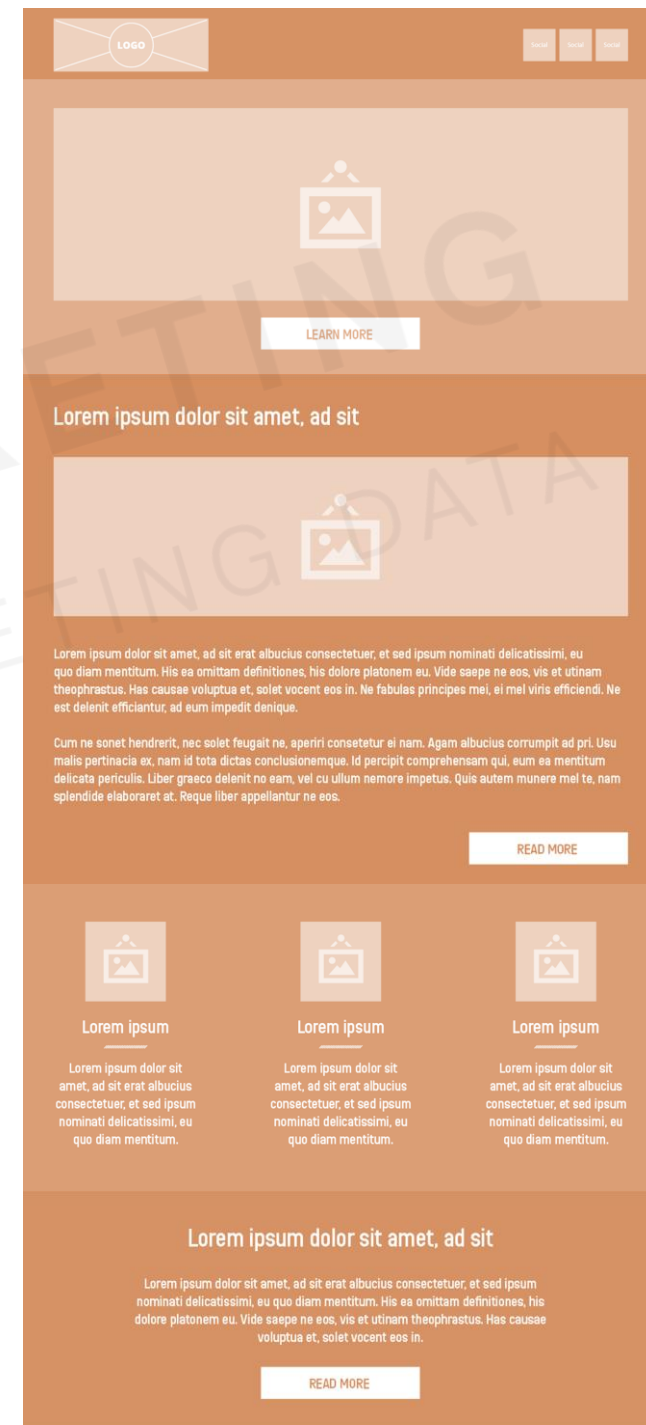 LOGO
Social Social Social
LEARN MORE
Lorem ipsum dolor sit amet, ad sit
Lorem ipsum dolor sit amet, ad sit erat albucius consectetuer, et sed ipsum nominati delicatissimi, eu
quo diam mentitum. His ea omittam definitiones, his dolore platonem eu. Vide saepe ne eos, vis et utinam
theophrastus. Has causae voluptua et, solet vocent eos in. Ne fabulas principes mei, ei mel viris efficiendi. Ne
est delenit efficiantur, ad eum impedit denique.
Cum ne sonet hendrerit, nec solet feugait ne, aperiri consetetur ei nam. Agam albucius corrumpit ad pri. Usu
malis pertinacia ex, nam id tota dictas conclusionemque. Id percipit comprehensam qui, eum ea mentitum
delicata periculis. Liber graeco delenit no eam, vel cu ullum nemore impetus. Quis autem munere mel te, nam
splendide elaboraret at. Reque liber appellantur ne eos.
READ MORE
Lorem ipsum
Lorem ipsum dolor sit
amet, ad sit erat albucius
consectetuer, et sed ipsum
nominati delicatissimi, eu
quo diam mentitum.
Lorem ipsum
Lorem ipsum dolor sit
amet, ad sit erat albucius
consectetuer, et sed ipsum
nominati delicatissimi, eu
quo diam mentitum.
Lorem ipsum
Lorem ipsum dolor sit
amet, ad sit erat albucius
consectetuer, et sed ipsum
nominati delicatissimi, eu
quo diam mentitum.
Lorem ipsum dolor sit amet, ad sit
Lorem ipsum dolor sit amet, ad sit erat albucius consectetuer, et sed ipsum
nominati delicatissimi, eu quo diam mentitum. His ea omittam definitiones, his
dolore platonem eu. Vide saepe ne eos, vis et utinam theophrastus. Has causae
voluptua et, solet vocent eos in.
READ MORE
ETING
ETING DATA